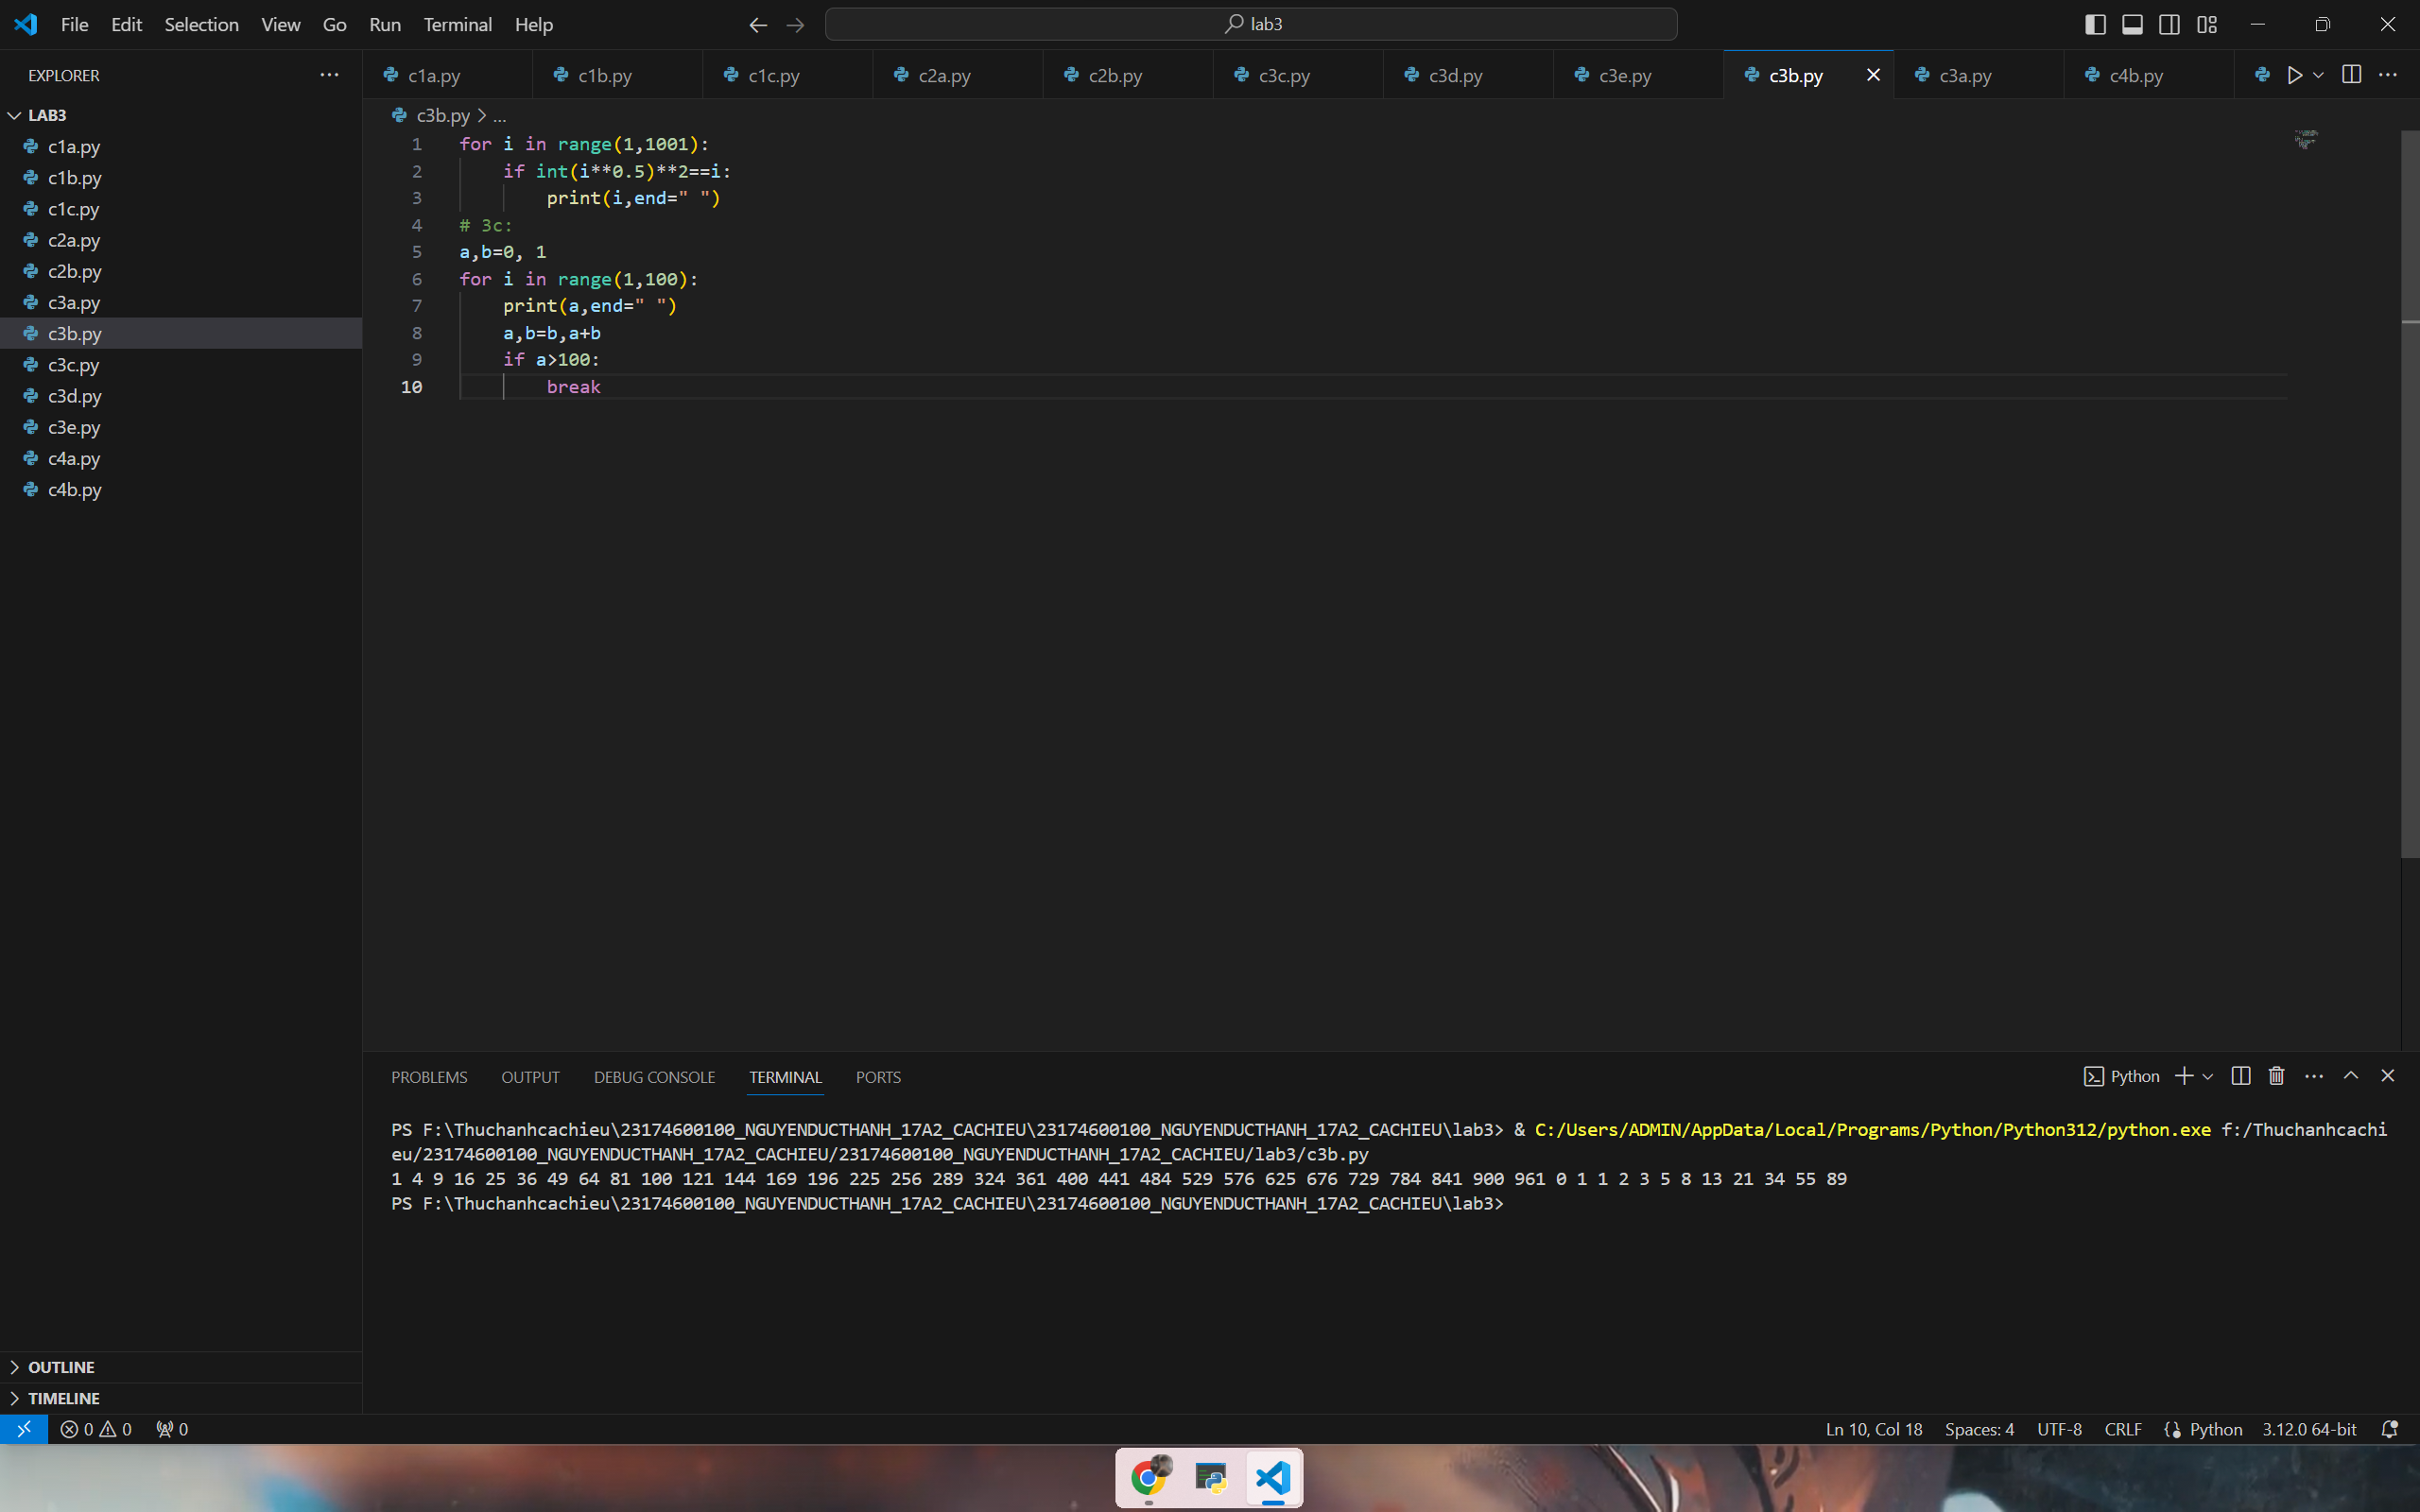 File Edit Selection View Go Run Terminal Help
lab3
EXPLORER
c1a.py c1b.py c1c.py c2a.py c2b.py c3c.py c3d.py c3e.py c3b.py c3a.py c4b.py
LAB3
c1a.py
c1b.py
c1c.py
c2a.py
c2b.py
c3a.py
c3b.py
c3c.py
c3d.py
c3e.py
c4a.py
c4b.py
c3b.py > ...
1 for i in range(1,1001):
2     if int(i**0.5)**2==i:
3         print(i,end=" ")
4 # 3c:
5 a,b=0, 1
6 for i in range(1,100):
7     print(a,end=" ")
8     a,b=b,a+b
9     if a>100:
10         break
PROBLEMS OUTPUT DEBUG CONSOLE TERMINAL PORTS
Python
PS F:\Thuchanhcachieu\23174600100_NGUYENDUCTHANH_17A2_CACHIEU\23174600100_NGUYENDUCTHANH_17A2_CACHIEU\lab3> & C:/Users/ADMIN/AppData/Local/Programs/Python/Python312/python.exe f:/Thuchanhcachi
eu/23174600100_NGUYENDUCTHANH_17A2_CACHIEU/23174600100_NGUYENDUCTHANH_17A2_CACHIEU/lab3/c3b.py
1 4 9 16 25 36 49 64 81 100 121 144 169 196 225 256 289 324 361 400 441 484 529 576 625 676 729 784 841 900 961 0 1 1 2 3 5 8 13 21 34 55 89
PS F:\Thuchanhcachieu\23174600100_NGUYENDUCTHANH_17A2_CACHIEU\23174600100_NGUYENDUCTHANH_17A2_CACHIEU\lab3>
OUTLINE
TIMELINE
0 0 0
Ln 10, Col 18 Spaces: 4 UTF-8 CRLF Python 3.12.0 64-bit